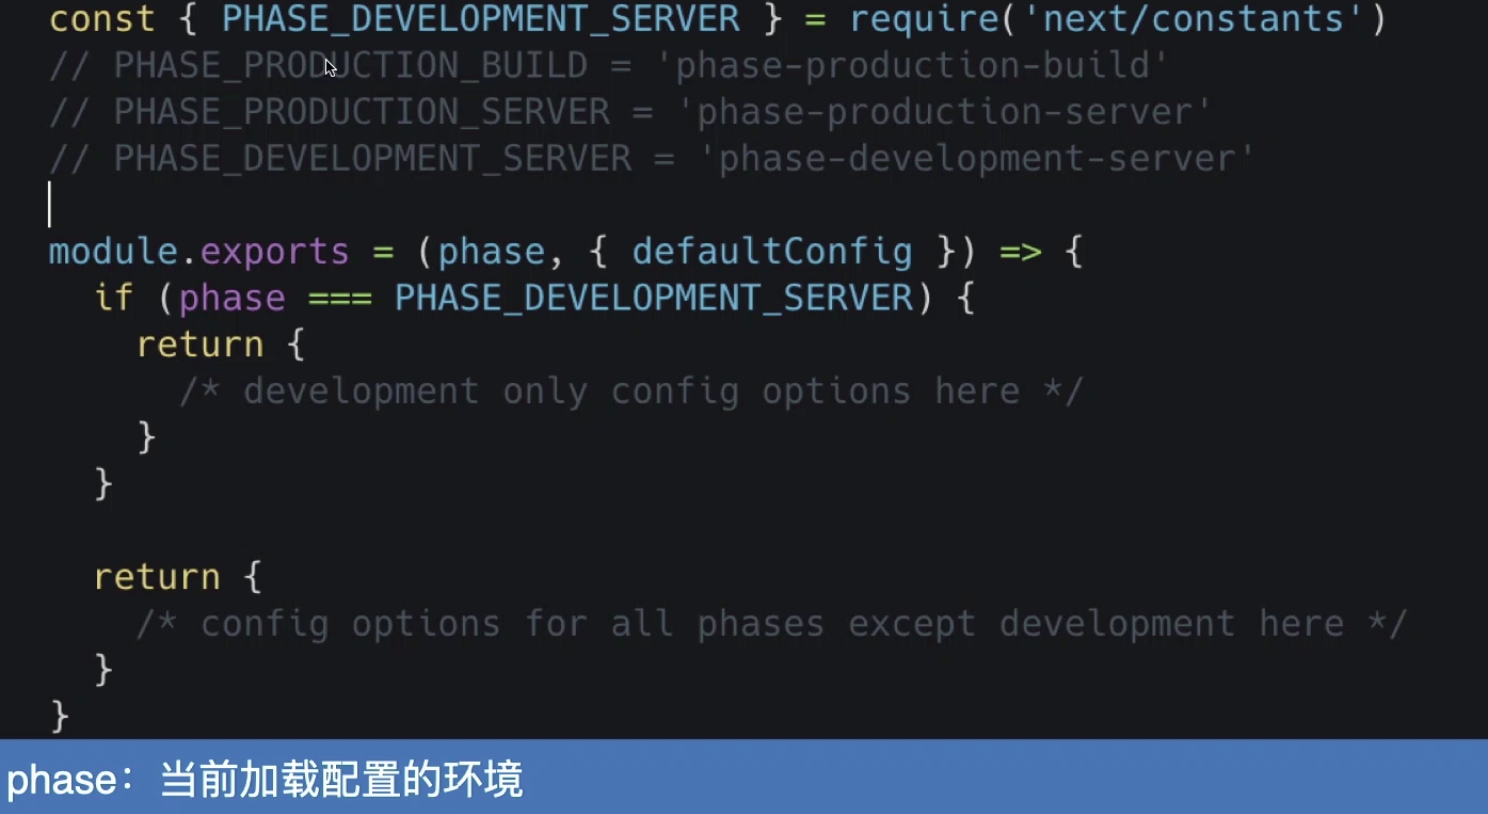 const { PHASE_DEVELOPMENT_SERVER } = require('next/constants')
// PHASE_PRODUCTION_BUILD = 'phase-production-build'
// PHASE_PRODUCTION_SERVER = 'phase-production-server'
// PHASE_DEVELOPMENT_SERVER = 'phase-development-server'
module.exports = (phase, { defaultConfig }) => {
  if (phase === PHASE_DEVELOPMENT_SERVER) {
    return {
      /* development only config options here */
    }
  }
  return {
    /* config options for all phases except development here */
  }
}
phase：当前加载配置的环境